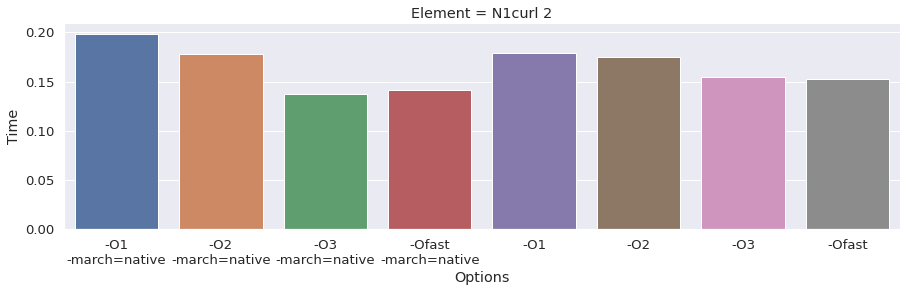 Element = N1curl 2
Time
0.20
0.15
0.10
0.05
0.00
-O1 -O2 -O3 -Ofast -O1 -O2 -O3 -Ofast
-march=native -march=native -march=native -march=native
Options